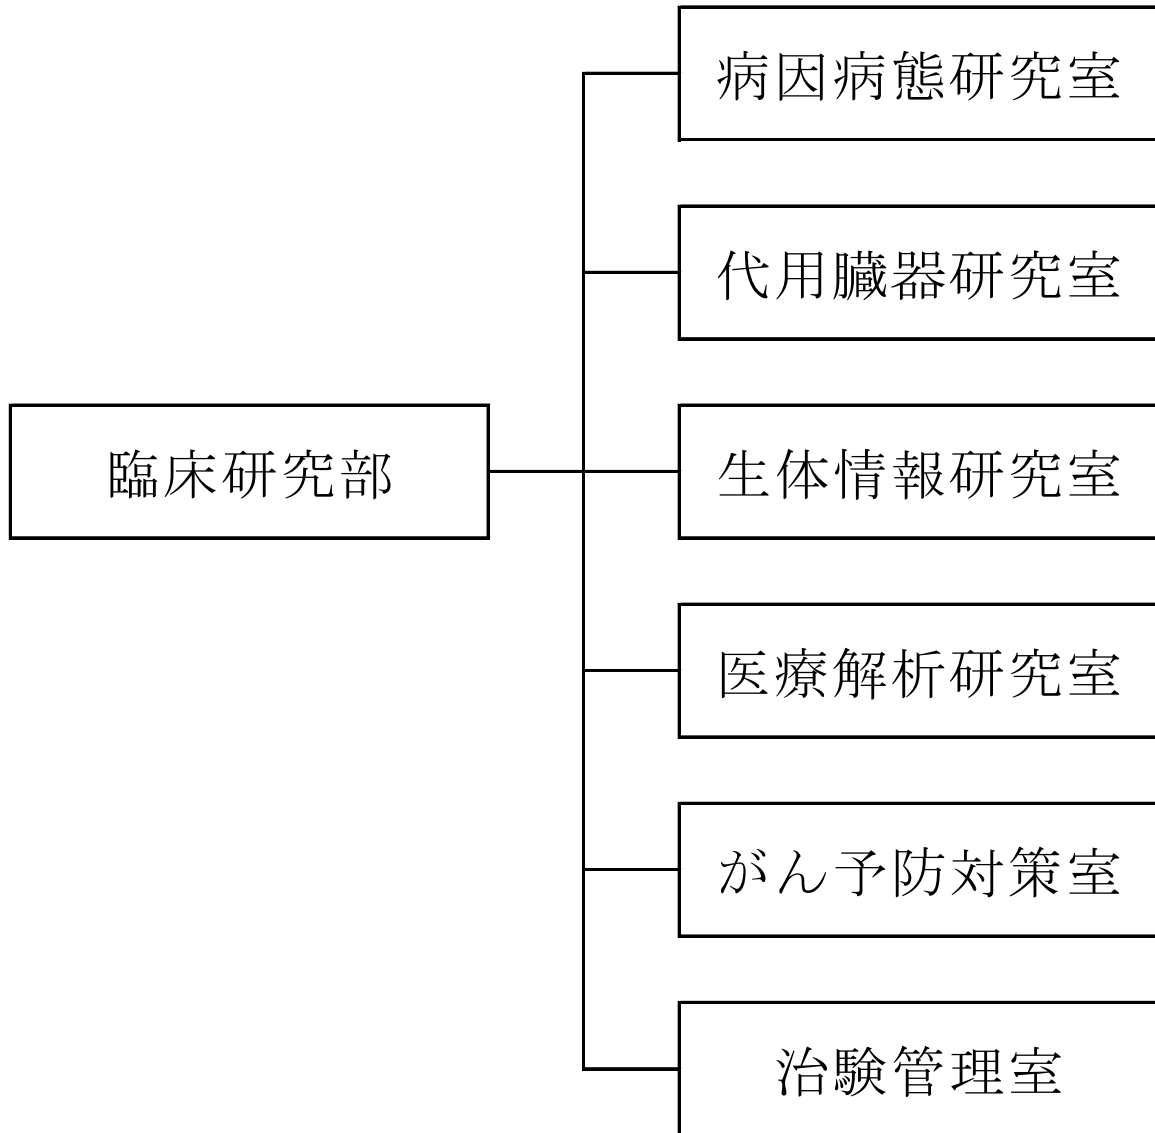 臨床研究部
病因病態研究室
代用臓器研究室
生体情報研究室
医療解析研究室
がん予防対策室
治験管理室